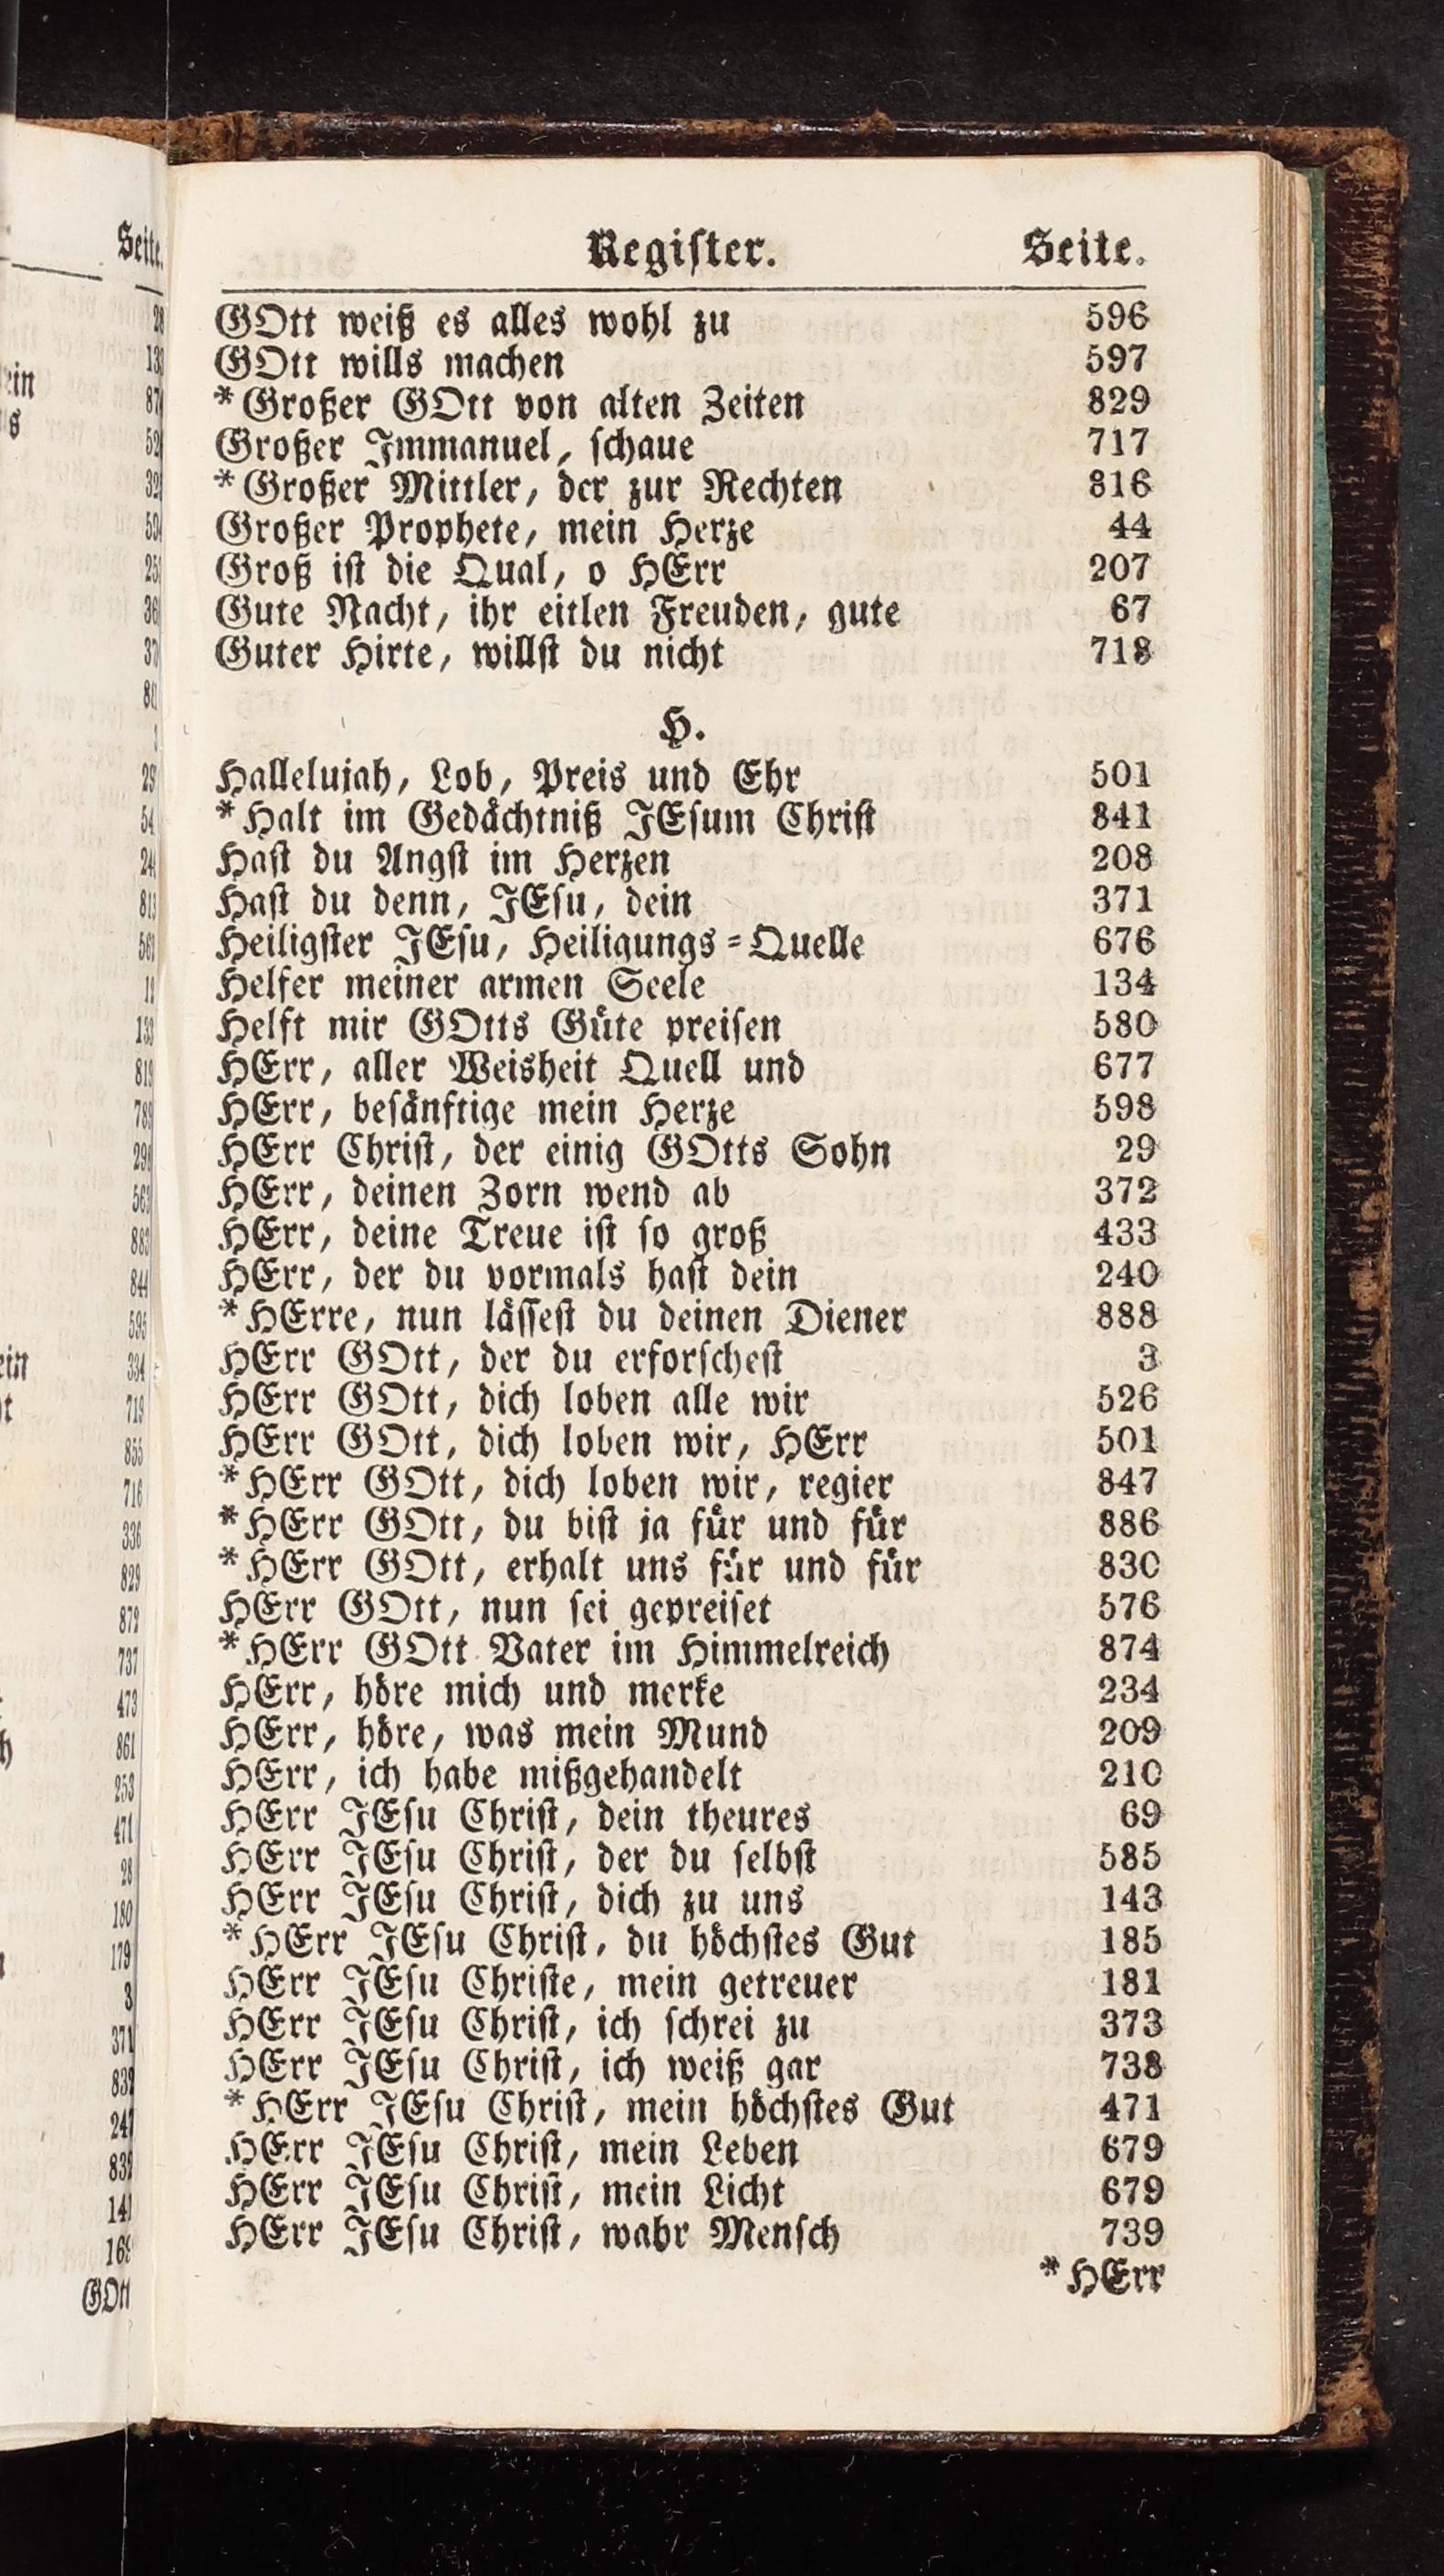 Register. Seite.
GOtt weiß es alles wohl zu 596
GOtt wills machen 597
*Großer GOtt von alten Zeiten 829
Großer Immanuel, schaue 717
*Großer Mittler, der zur Rechten 816
Großer Prophete, mein Herze 44
Groß ist die Qual, o HErr 207
Gute Nacht, ihr eitlen Freuden, gute 67
Guter Hirte, willst du nicht 718
H.
Hallelujah, Lob, Preis und Ehr 501
*Halt im Gedächtniß JEsum Christ 841
Hast du Angst im Herzen 208
Hast du denn, JEsu, dein 371
Heiligster JEsu, Heiligungs-Quelle 676
Helfer meiner armen Seele 134
Helft mir GOtts Güte preisen 580
HErr, aller Weisheit Quell und 677
HErr, besänftige mein Herze 598
HErr Christ, der einig GOtts Sohn 29
HErr, deinen Zorn wend ab 372
HErr, deine Treue ist so groß 433
HErr, der du vormals hast dein 240
*HErre, nun lässest du deinen Diener 888
HErr GOtt, der du erforschest 3
HErr GOtt, dich loben alle wir 526
HErr GOtt, dich loben wir, HErr 501
*HErr GOtt, dich loben wir, regier 847
*HErr GOtt, du bist ja für und für 886
*HErr GOtt, erhalt uns für und für 830
HErr GOtt, nun sei gepreiset 576
*HErr GOtt Vater im Himmelreich 874
HErr, höre mich und merke 234
HErr, höre, was mein Mund 209
HErr, ich habe mißgehandelt 210
HErr JEsu Christ, dein theures 69
HErr JEsu Christ, der du selbst 585
HErr JEsu Christ, dich zu uns 143
*HErr JEsu Christ, du höchstes Gut 185
HErr JEsu Christe, mein getreuer 181
HErr JEsu Christ, ich schrei zu 373
HErr JEsu Christ, ich weiß gar 738
*HErr JEsu Christ, mein höchstes Gut 471
HErr JEsu Christ, mein Leben 679
HErr JEsu Christ, mein Licht 679
HErr JEsu Christ, wahr Mensch 739
*HErr